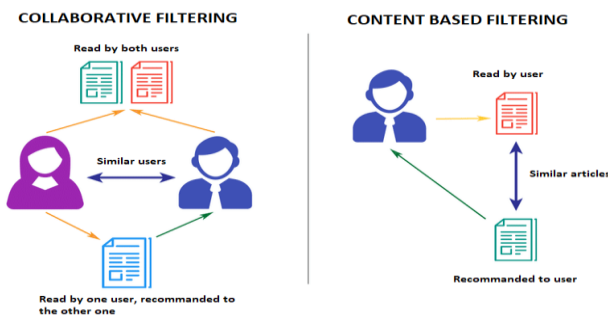 COLLABORATIVE FILTERING
Read by both users
Similar users
Read by one user, recommanded to
the other one
CONTENT BASED FILTERING
Read by user
Similar articles
Recommanded to user